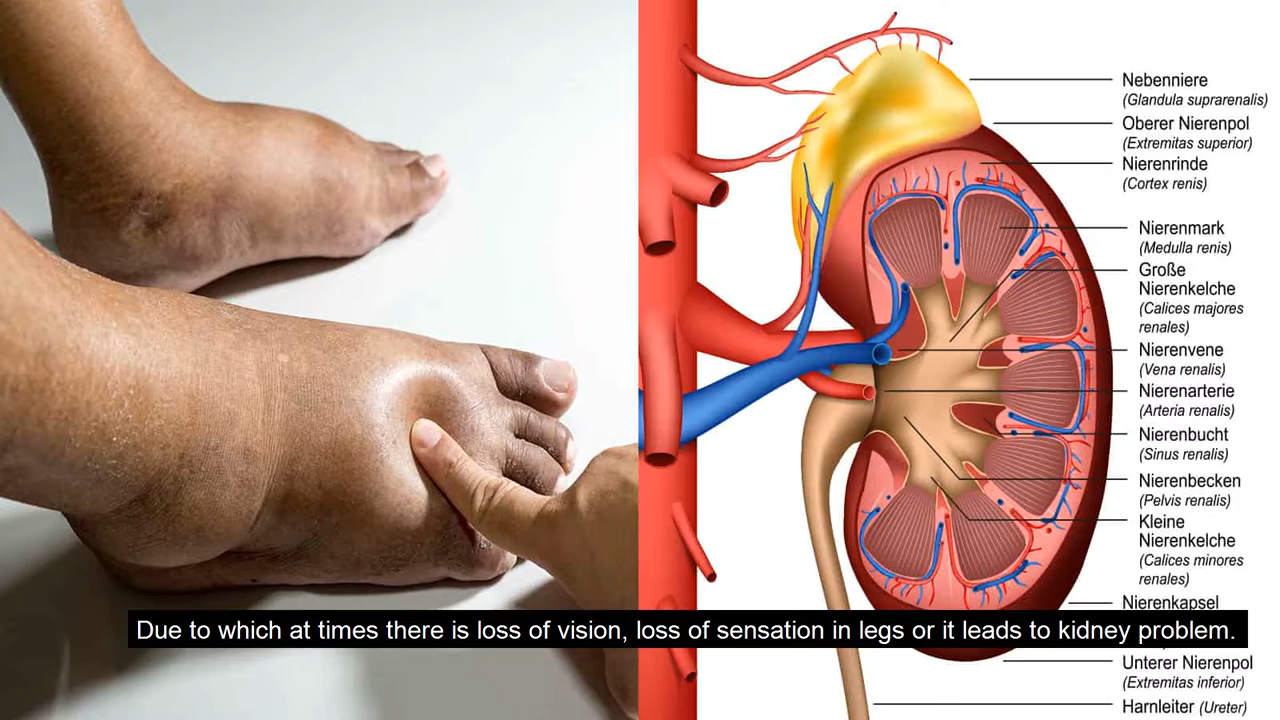 Nebenniere
(Glandula suprarenalis)
Oberer Nierenpol
(Extremitas superior)
Nierenrinde
(Cortex renis)
Nierenmark
(Medulla renis)
Große
Nierenkelche
(Calices majores
renales)
Nierenvene
(Vena renalis)
Nierenarterie
(Arteria renalis)
Nierenbucht
(Sinus renalis)
Nierenbecken
(Pelvis renalis)
Kleine
Nierenkelche
(Calices minores
renales)
Nierenkapsel
Due to which at times there is loss of vision, loss of sensation in legs or it leads to kidney problem.
Unterer Nierenpol
(Extremitas inferior)
Harnleiter (Ureter)